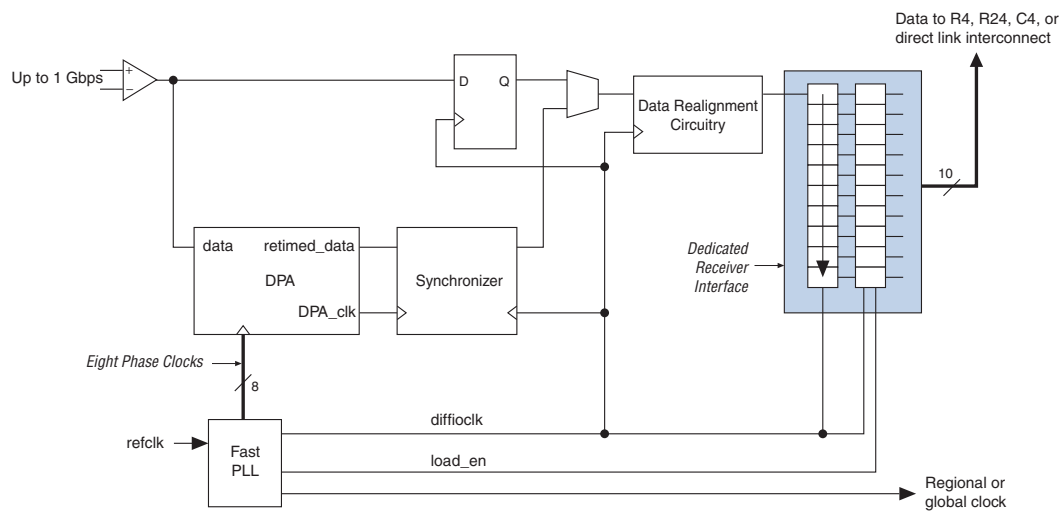 Data to R4, R24, C4, or
direct link interconnect
Up to 1 Gbps
+
−
D Q
Data Realignment
Circuitry
10
data retimed_data
DPA
DPA_clk
Synchronizer
Dedicated
Receiver
Interface
Eight Phase Clocks
8
refclk
Fast
PLL
diffioclk
load_en
Regional or
global clock